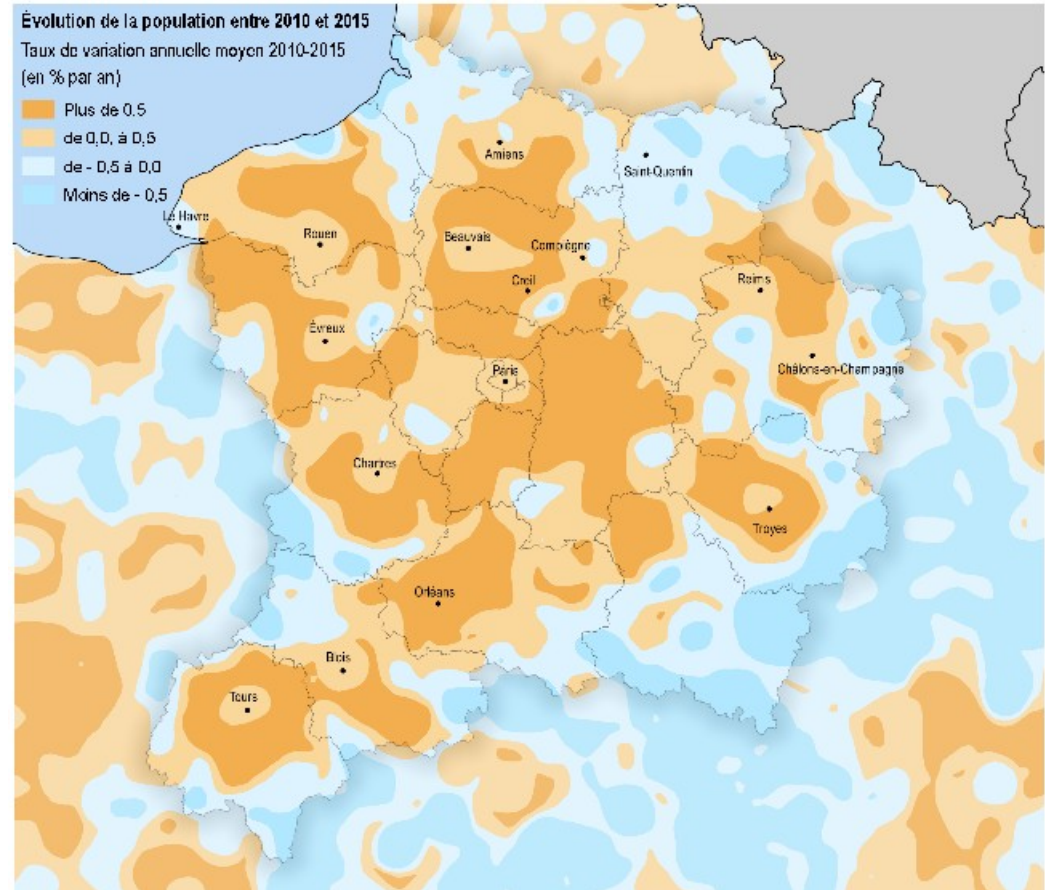 Évolution de la population entre 2010 et 2015
Taux de variation annuelle moyen 2010-2015
(en % par an)
Plus de 0.5
de 0,0, à 0,5
de - 0,5 à 0,0
Moins de - 0,5
Amiens
Saint-Quentin
Le Havre
Rouen
Beauvais
Compiègne
Creil
Reims
Évreux
Paris
Châlons-en-Champagne
Chartres
Troyes
Orléans
Blois
Tours